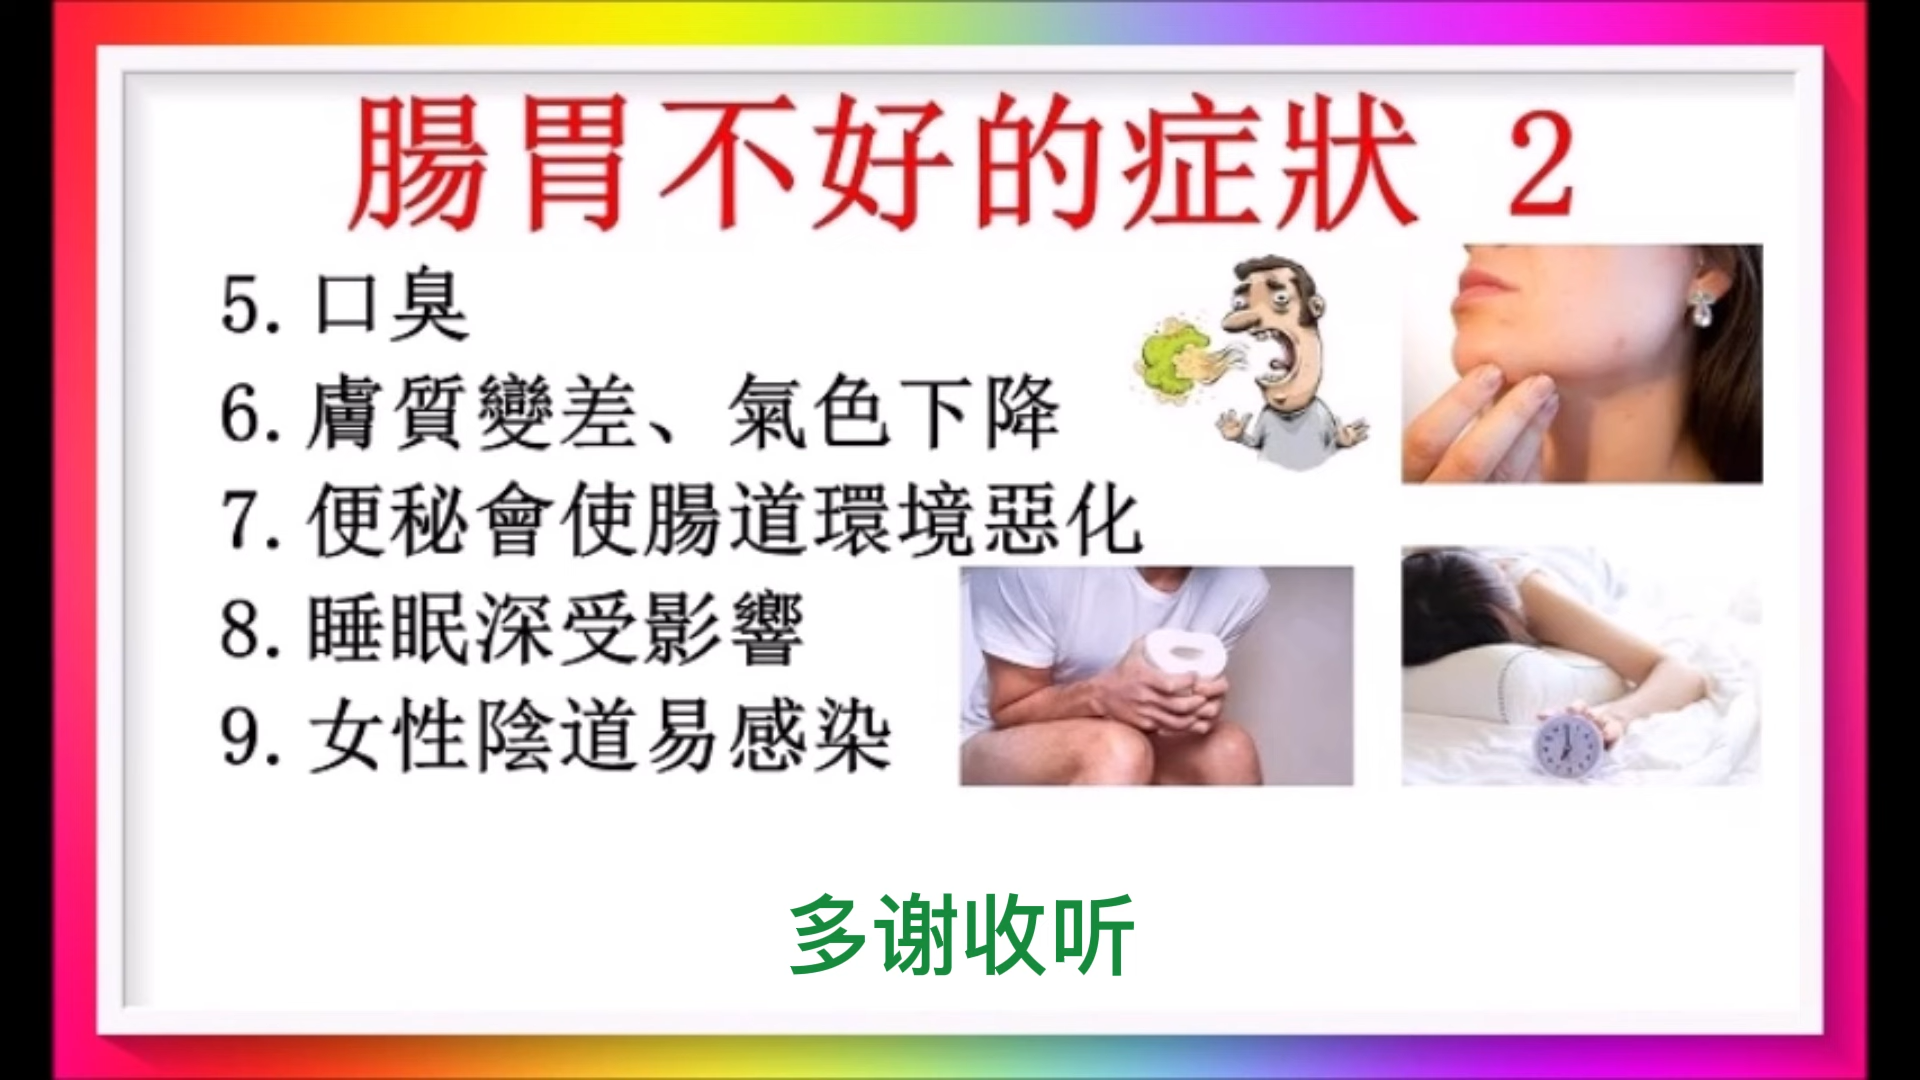 腸胃不好的症狀 2
5. 口臭
6. 膚質變差、氣色下降
7. 便秘會使腸道環境惡化
8. 睡眠深受影響
9. 女性陰道易感染
多谢收听